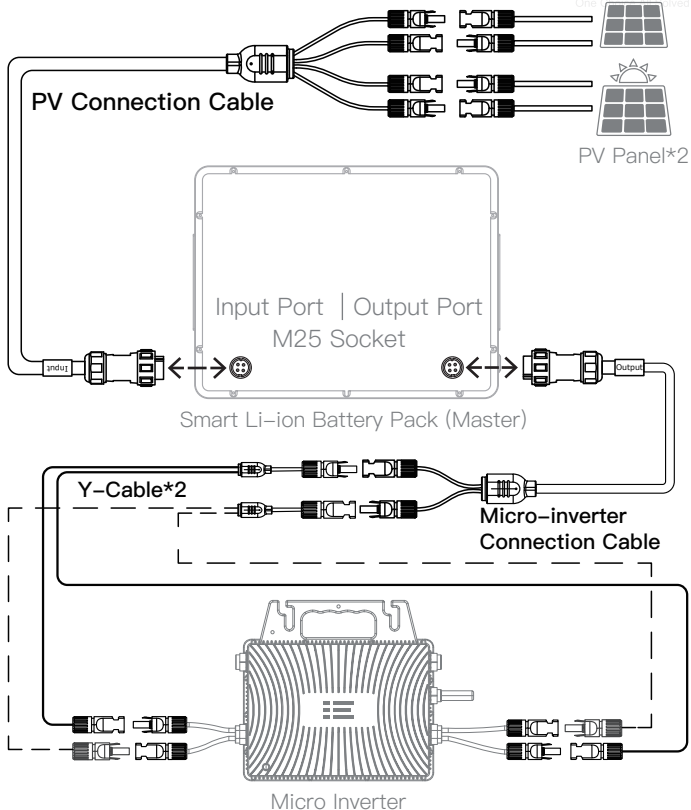 PV Connection Cable
PV Panel*2
Input Port | Output Port
M25 Socket
Input
Output
Smart Li-ion Battery Pack (Master)
Y-Cable*2
Micro-inverter
Connection Cable
Micro Inverter